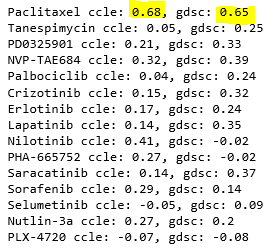 Paclitaxel ccle: 0.68, gdsc: 0.65
Tanespimycin ccle: 0.05, gdsc: 0.25
PD0325901 ccle: 0.21, gdsc: 0.33
NVP-TAE684 ccle: 0.32, gdsc: 0.39
Palbociclib ccle: 0.04, gdsc: 0.24
Crizotinib ccle: 0.15, gdsc: 0.32
Erlotinib ccle: 0.17, gdsc: 0.24
Lapatinib ccle: 0.14, gdsc: 0.35
Nilotinib ccle: 0.41, gdsc: -0.02
PHA-665752 ccle: 0.27, gdsc: -0.02
Saracatinib ccle: 0.14, gdsc: 0.37
Sorafenib ccle: 0.29, gdsc: 0.14
Selumetinib ccle: -0.05, gdsc: 0.09
Nutlin-3a ccle: 0.27, gdsc: 0.2
PLX-4720 ccle: -0.07, gdsc: -0.08